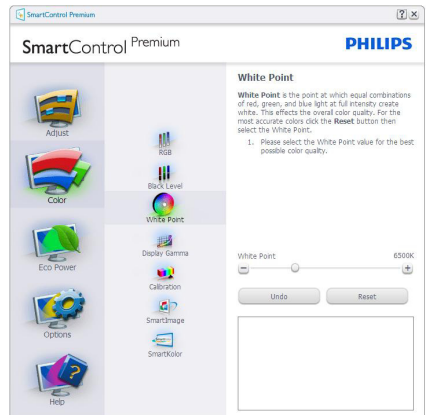 SmartControl Premium
SmartControl Premium
PHILIPS
Adjust
Color
Eco Power
Options
Help
RGB
Black Level
White Point
Display Gamma
Calibration
SmartImage
SmartKolor
White Point
White Point is the point at which equal combinations
of red, green, and blue light at full intensity create
white. This effects the overall color quality. For the
most accurate colors click the Reset button then
select the White Point.
1. Please select the White Point value for the best
possible color quality.
White Point 6500K
Undo Reset